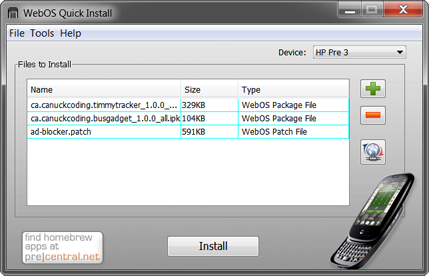 WebOS Quick Install
File Tools Help
Device: HP Pre 3
Files to Install
Name Size Type
ca.canuckcoding.timmytracker_1.0.0_... 329KB WebOS Package File
ca.canuckcoding.busgadget_1.0.0_all.ipk 104KB WebOS Package File
ad-blocker.patch 591KB WebOS Patch File
find homebrew
apps at
pre|central.net
Install